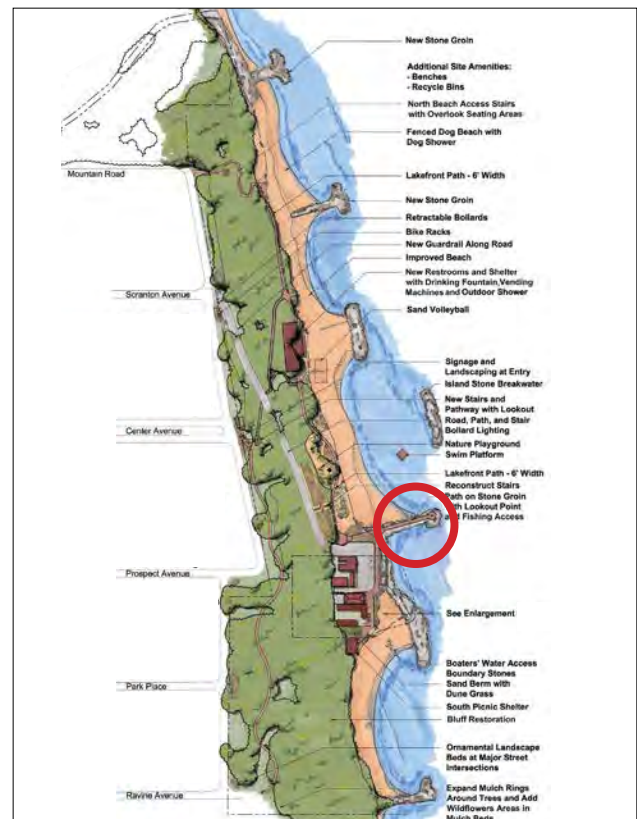 New Stone Groin
Additional Site Amenities:
- Benches
- Recycle Bins
North Beach Access Stairs
with Overlook Seating Areas
Fenced Dog Beach with
Dog Shower
Mountain Road
Lakefront Path - 6' Width
New Stone Groin
Retractable Bollards
Bike Racks
New Guardrail Along Road
Improved Beach
New Restrooms and Shelter
with Drinking Fountain, Vending
Machines and Outdoor Shower
Scranton Avenue
Sand Volleyball
Signage and
Landscaping at Entry
Island Stone Breakwater
New Stairs and
Pathway with Lookout
Road, Path, and Stair
Bollard Lighting
Center Avenue
Nature Playground
Swim Platform
Lakefront Path - 6' Width
Reconstruct Stairs
Path on Stone Groin
with Lookout Point
and Fishing Access
Prospect Avenue
See Enlargement
Boaters' Water Access
Boundary Stones
Sand Berm with
Dune Grass
Park Place
South Picnic Shelter
Bluff Restoration
Ornamental Landscape
Beds at Major Street
Intersections
Ravine Avenue
Expand Mulch Rings
Around Trees and Add
Wildflowers Areas in
Mulch Beds